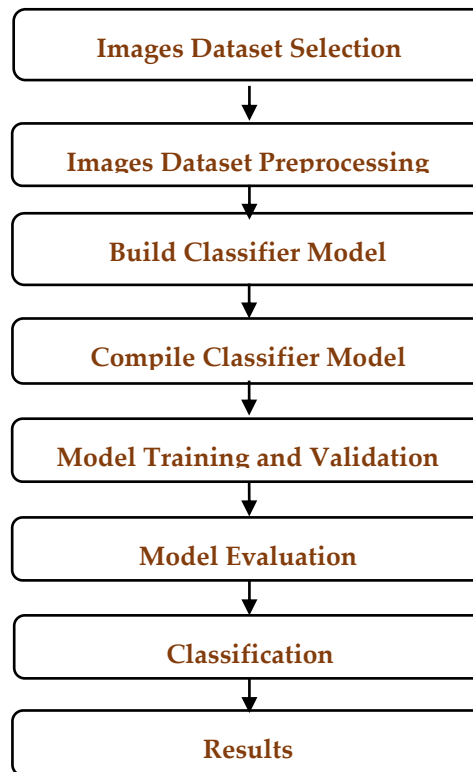 Images Dataset Selection
Images Dataset Preprocessing
Build Classifier Model
Compile Classifier Model
Model Training and Validation
Model Evaluation
Classification
Results